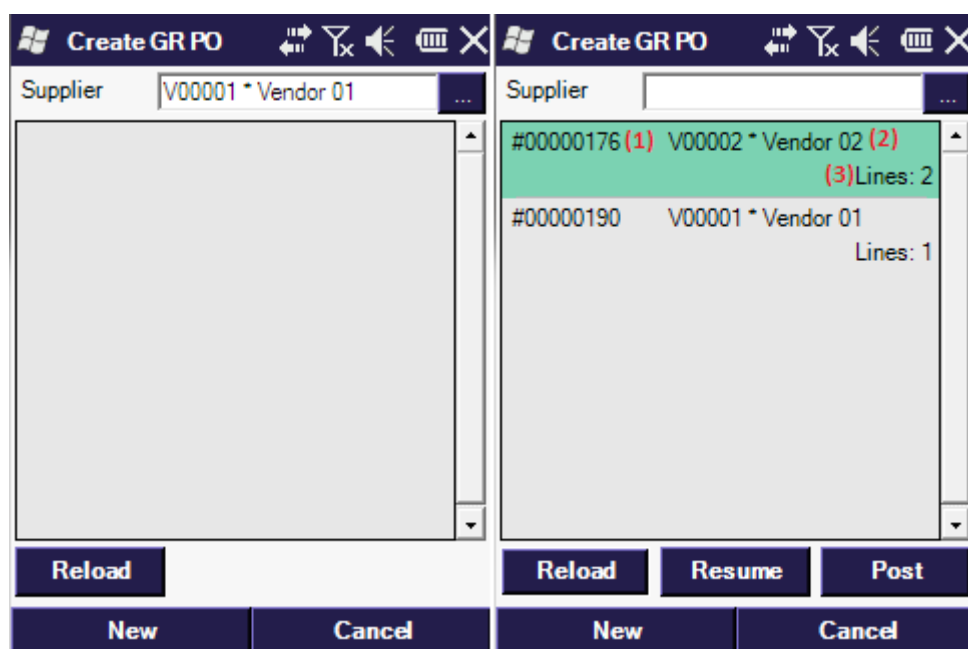 Create GR PO
Supplier V00001 * Vendor 01 ...
Reload
New Cancel
Create GR PO
Supplier ...
#00000176 (1) V00002 * Vendor 02 (2)
(3)Lines: 2
#00000190 V00001 * Vendor 01
Lines: 1
Reload Resume Post
New Cancel